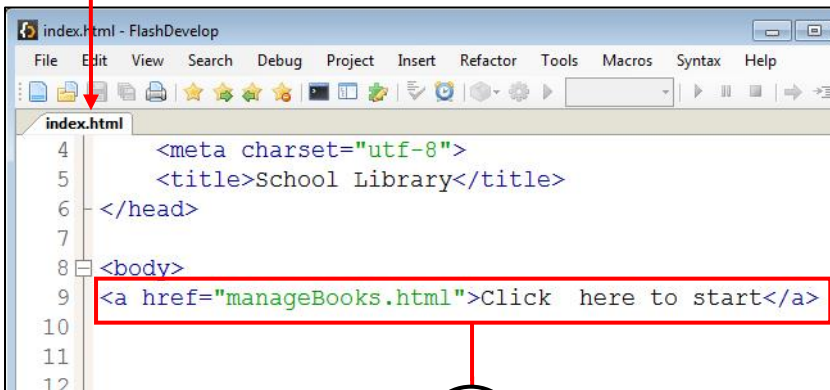 index.html - FlashDevelop
File Edit View Search Debug Project Insert Refactor Tools Macros Syntax Help
index.html
4 <meta charset="utf-8">
5 <title>School Library</title>
6 </head>
7
8 <body>
9 <a href="manageBooks.html">Click  here to start</a>
10
11
12